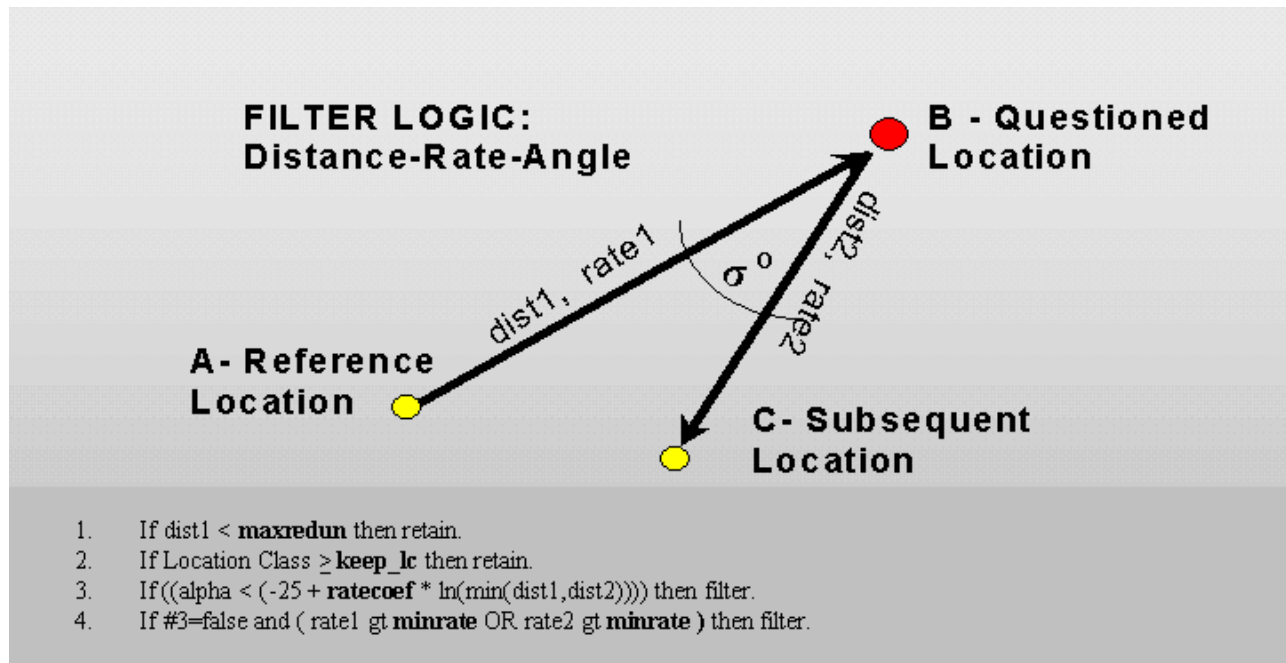 FILTER LOGIC:
Distance-Rate-Angle
B - Questioned
Location
dist1, rate1
σ °
dist2, rate2
A- Reference
Location
C- Subsequent
Location
1. If dist1 < maxredun then retain.
2. If Location Class ≥ keep_lc then retain.
3. If((alpha < (-25 + ratecoef * ln(min(dist1,dist2)))) then filter.
4. If #3=false and ( rate1 gt minrate OR rate2 gt minrate ) then filter.